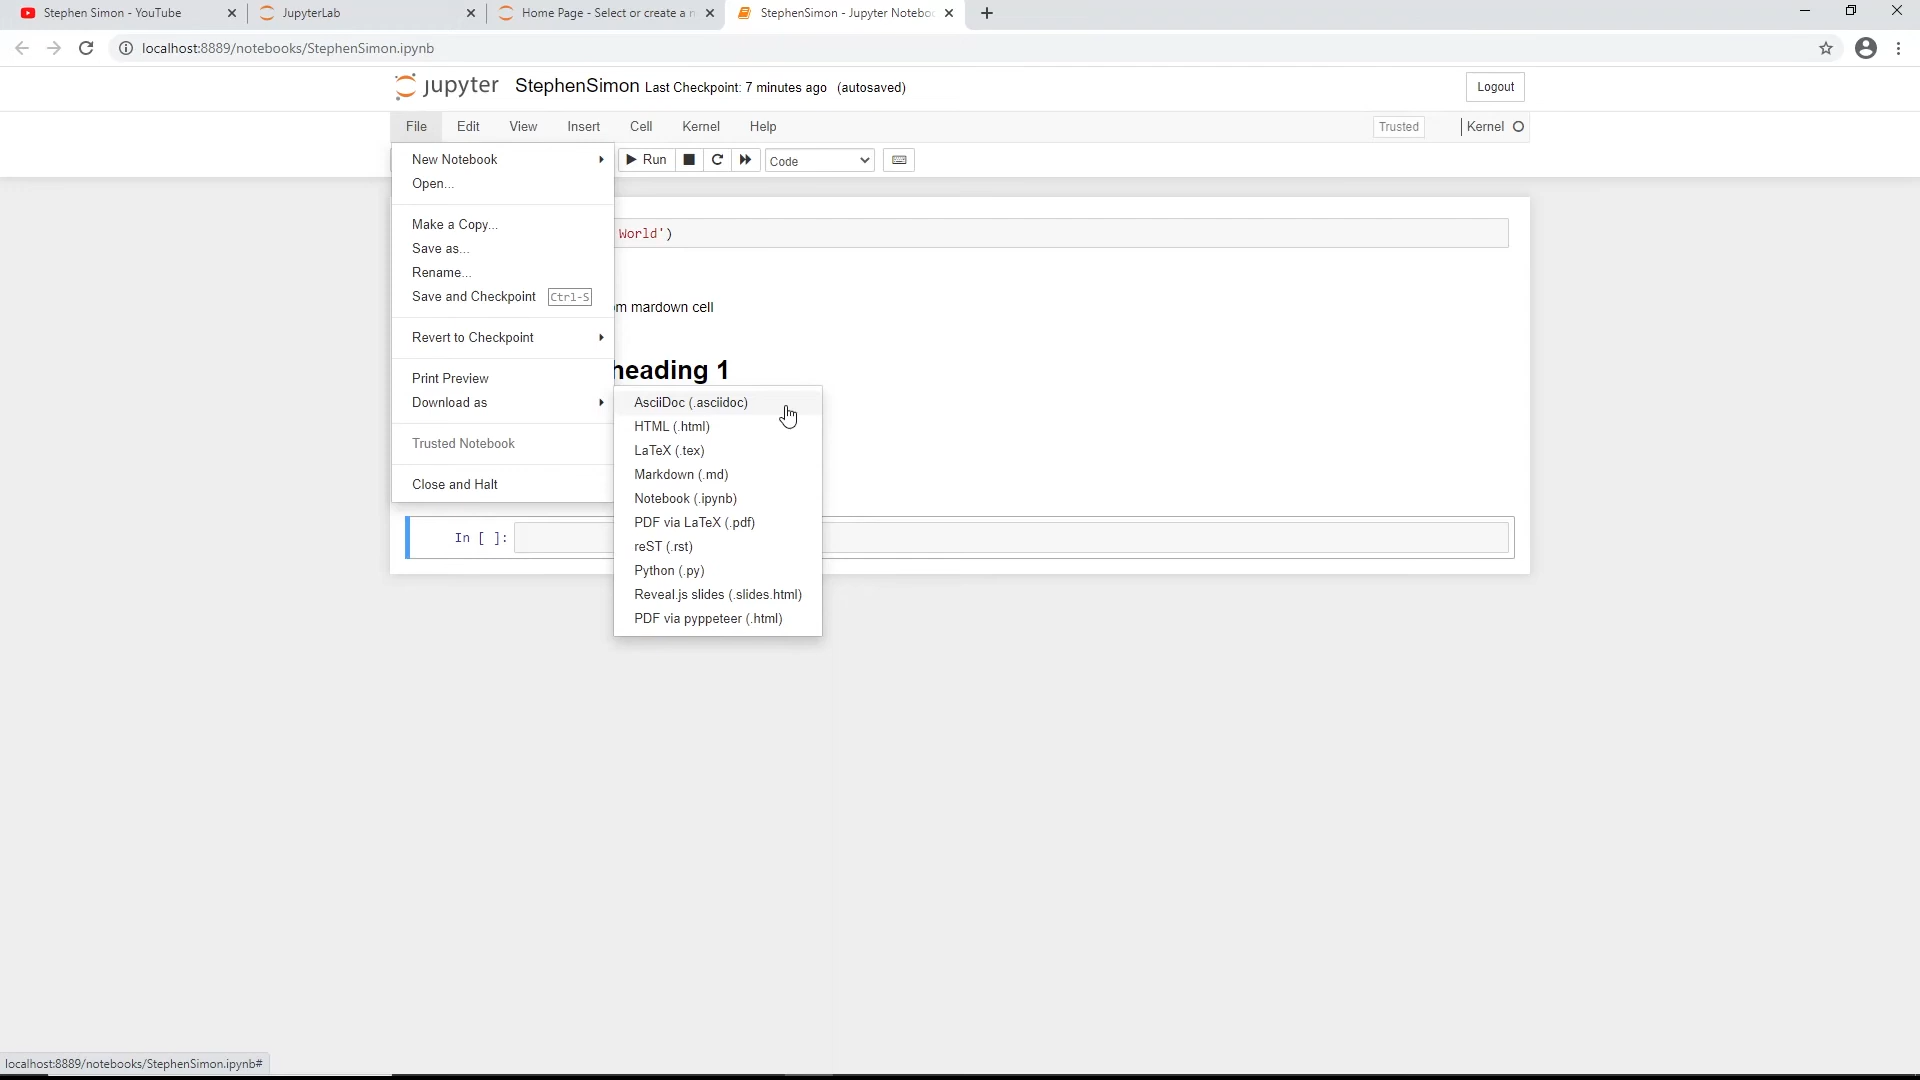 Stephen Simon - YouTube
JupyterLab
Home Page - Select or create a n
StephenSimon - Jupyter Noteboo
localhost:8889/notebooks/StephenSimon.ipynb
jupyter StephenSimon Last Checkpoint: 7 minutes ago (autosaved)
Logout
File Edit View Insert Cell Kernel Help
Trusted
Kernel
New Notebook
Open...
Make a Copy...
Save as...
Rename...
Save and Checkpoint Ctrl-S
Revert to Checkpoint
Print Preview
Download as
Trusted Notebook
Close and Halt
Run
Code
World')
m mardown cell
heading 1
AsciiDoc (.asciidoc)
HTML (.html)
LaTeX (.tex)
Markdown (.md)
Notebook (.ipynb)
PDF via LaTeX (.pdf)
reST (.rst)
Python (.py)
Reveal.js slides (.slides.html)
PDF via pyppeteer (.html)
In [ ]:
localhost:8889/notebooks/StephenSimon.ipynb#